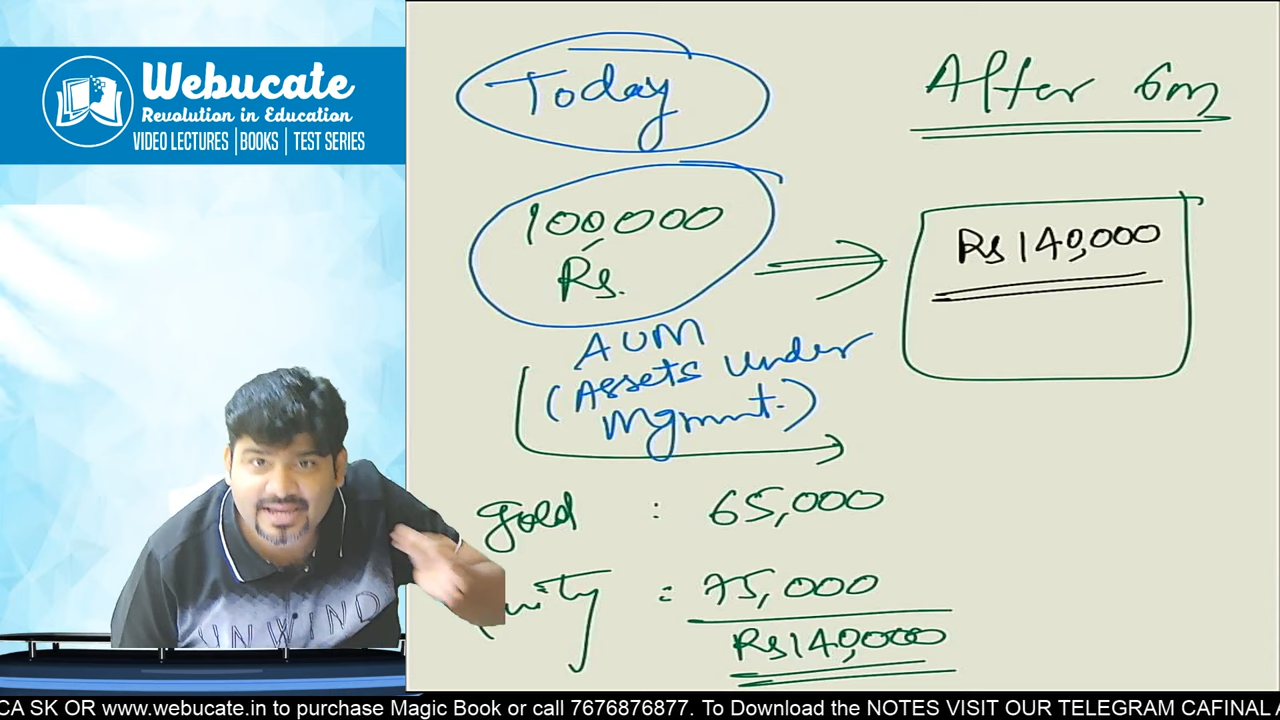 Webucate
Revolution in Education
VIDEO LECTURES | BOOKS | TEST SERIES
Today
After 6m
100,000
Rs.
Rs 140,000
AUM
(Assets Under
Mgmnt.)
Gold : 65,000
uity : 75,000
Rs 140,000
UNWIND
CA SK OR www.webucate.in to purchase Magic Book or call 7676876877. To Download the NOTES VISIT OUR TELEGRAM CAFINAL A